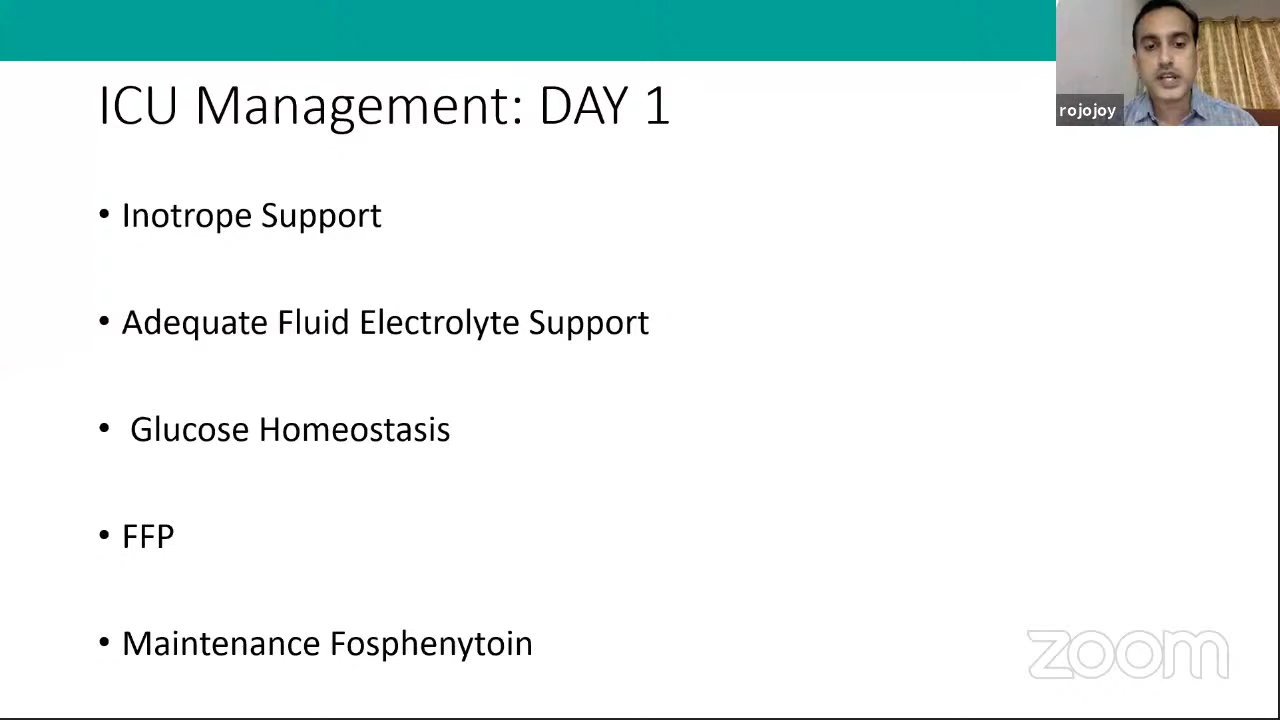 ICU Management: DAY 1
rojojoy
• Inotrope Support
• Adequate Fluid Electrolyte Support
• Glucose Homeostasis
• FFP
• Maintenance Fosphenytoin
zoom